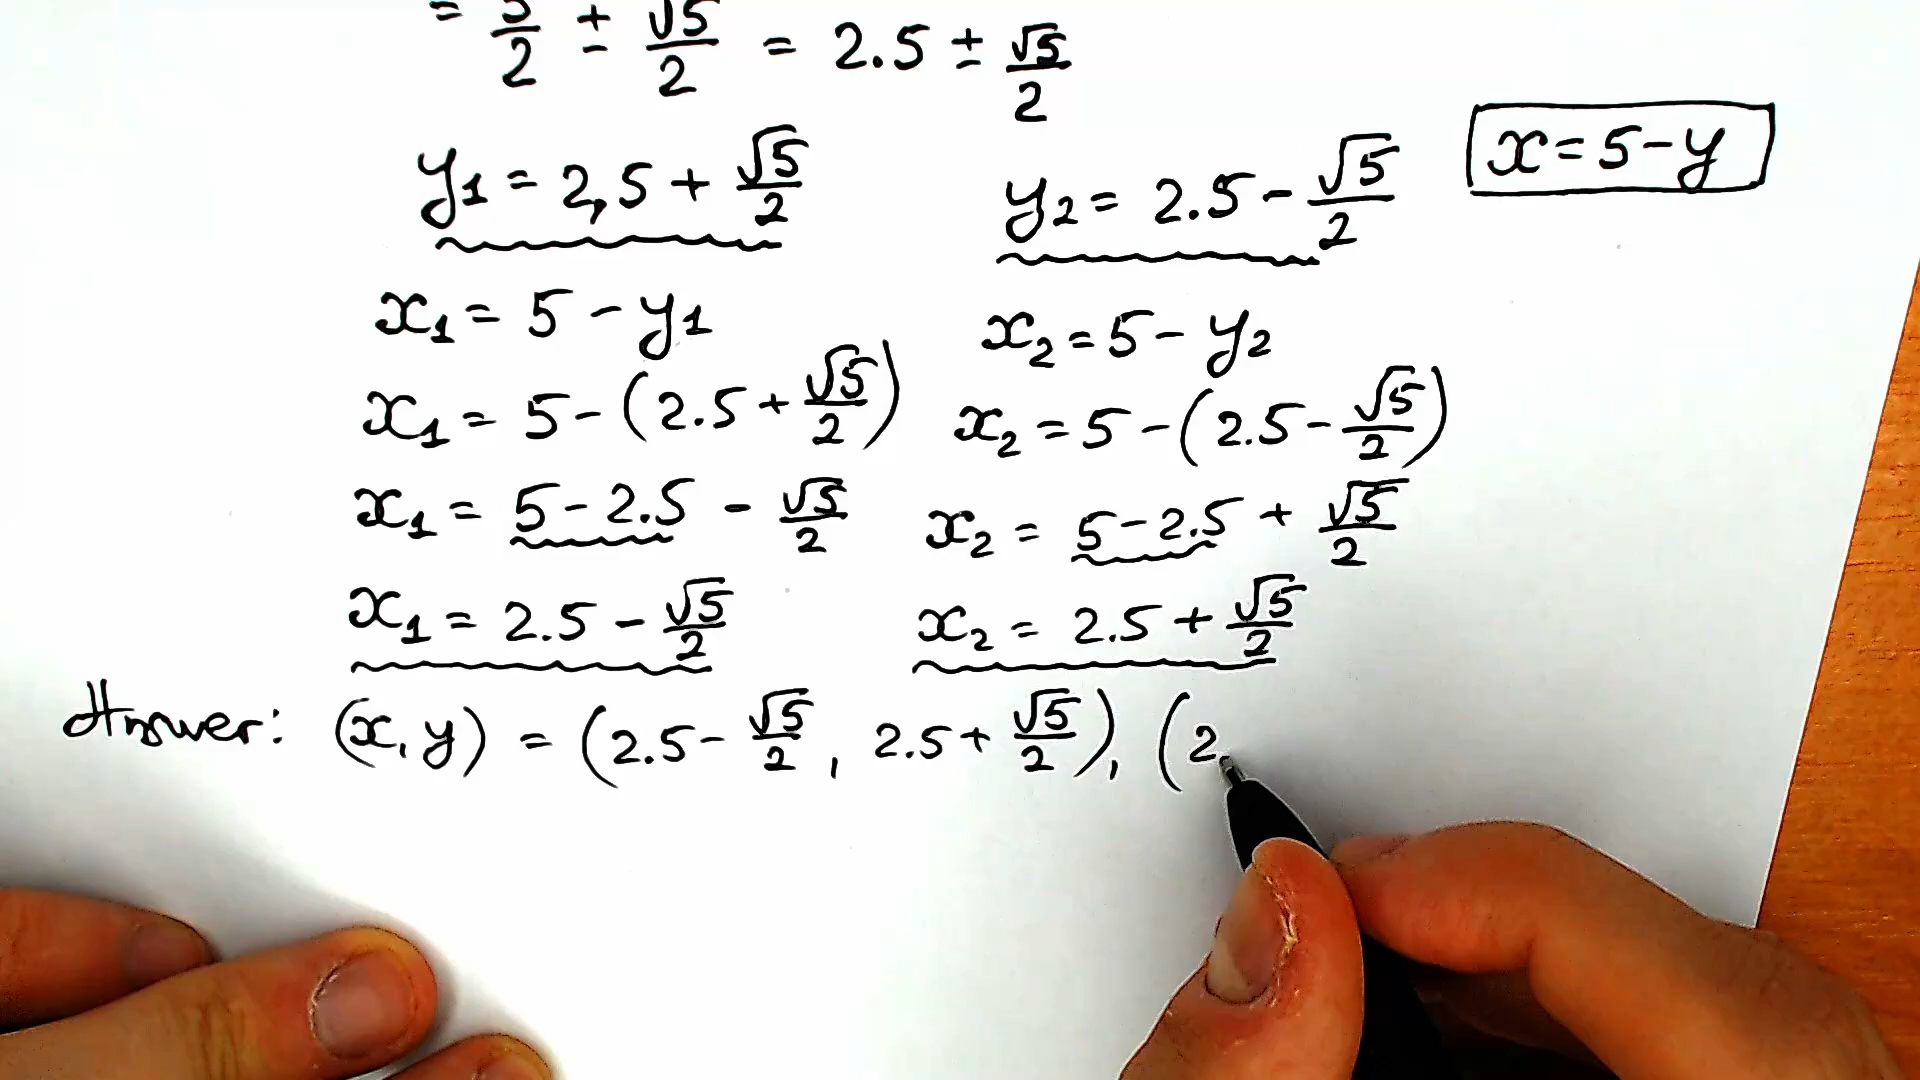 = 5/2 ± √5/2 = 2.5 ± √5/2
x = 5 - y
y1 = 2,5 + √5/2 y2 = 2.5 - √5/2
x1 = 5 - y1 x2 = 5 - y2
x1 = 5 - (2.5 + √5/2) x2 = 5 - (2.5 - √5/2)
x1 = 5 - 2.5 - √5/2 x2 = 5 - 2.5 + √5/2
x1 = 2.5 - √5/2 x2 = 2.5 + √5/2
Answer: (x, y) = (2.5 - √5/2, 2.5 + √5/2), (2.